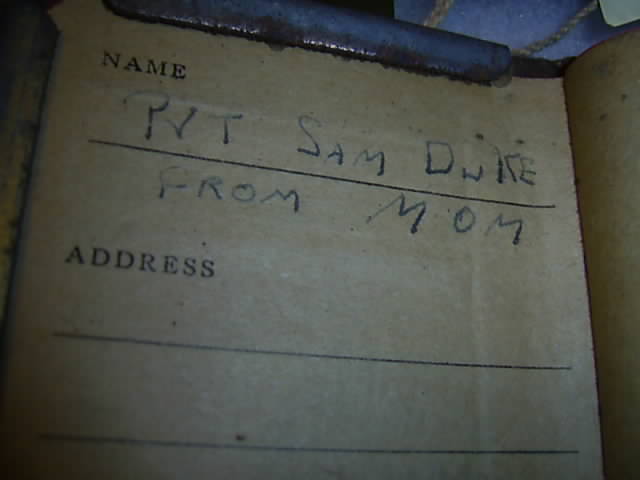 NAME
PVT SAM DUKE
FROM MOM
ADDRESS